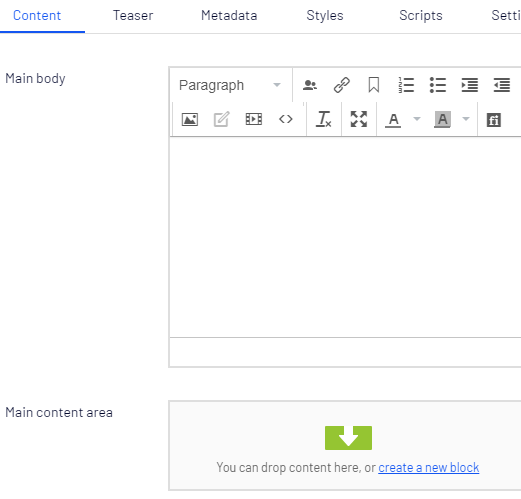 Content Teaser Metadata Styles Scripts Setti
Main body
Paragraph
A A fi
Main content area
You can drop content here, or create a new block